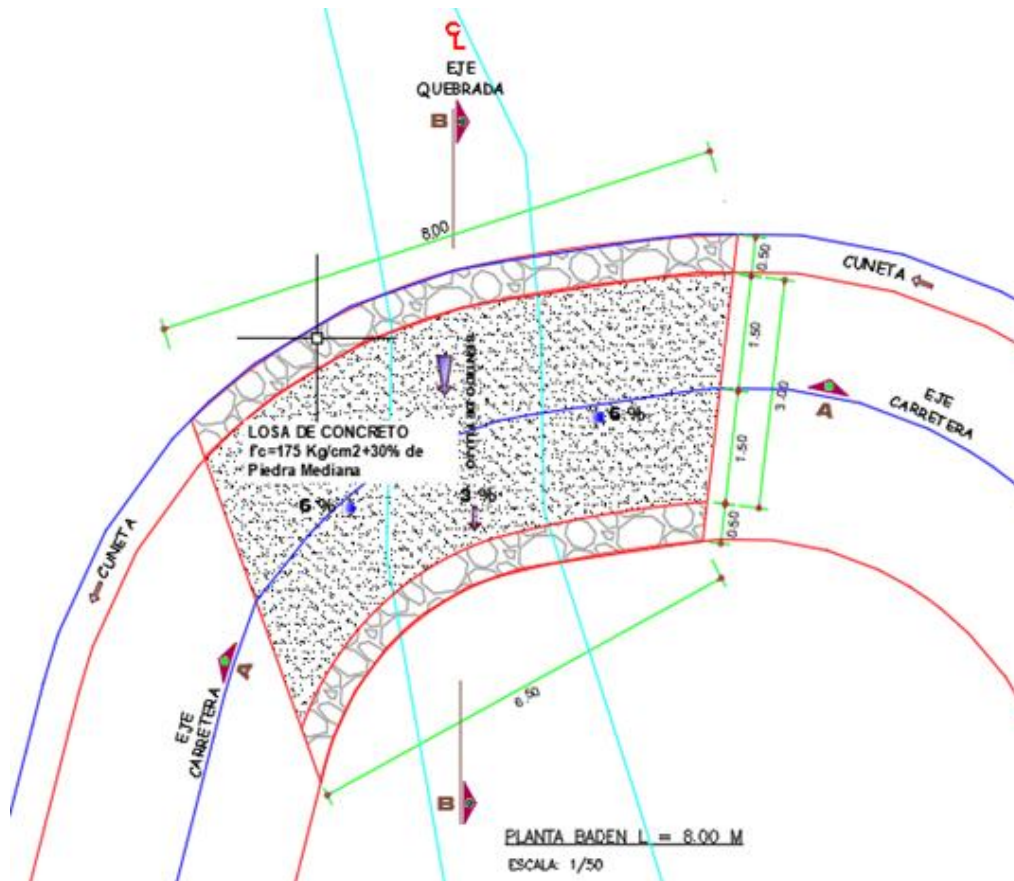 CL
EJE
QUEBRADA
B
8.00
0.50
CUNETA
1.50
3.00
SENTIDO DE
6 %
A
EJE
CARRETERA
LOSA DE CONCRETO
f'c=175 Kg/cm2+30% de
Piedra Mediana
1.50
6 %
3 %
0.50
CUNETA
A
EJE
CARRETERA
6.50
B
PLANTA BADEN L = 8.00 M
ESCALA: 1/50